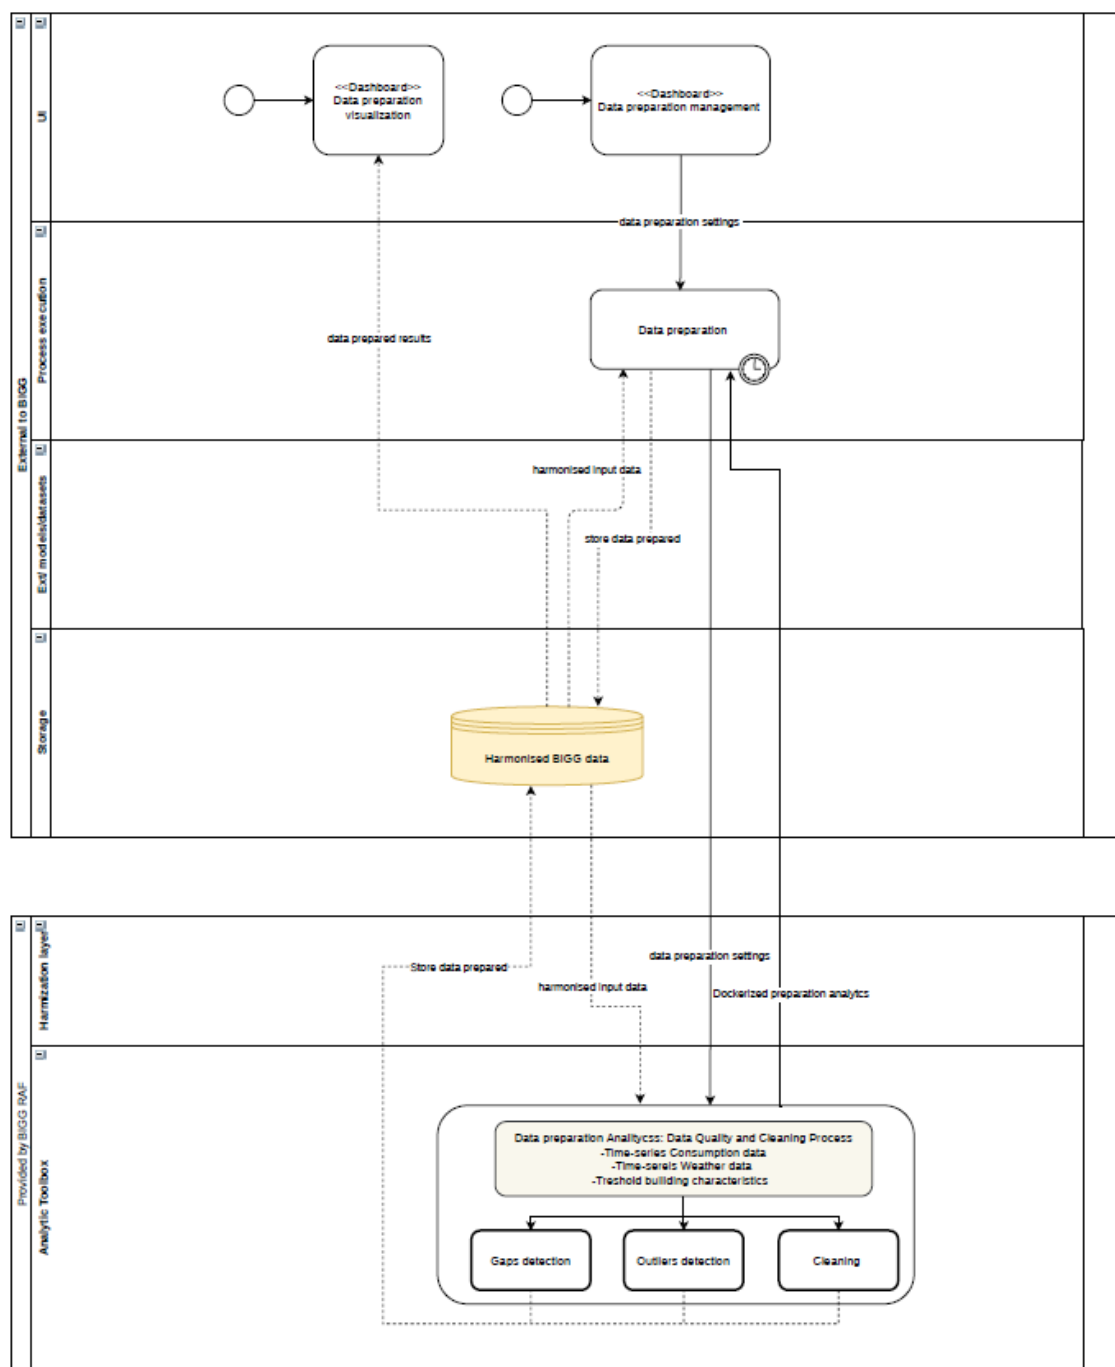 External to BIGG
UI
<<Dashboard>>
Data preparation
visualization
<<Dashboard>>
Data preparation management
data preparation settings
Process execution
Data preparation
data prepared results
Ext/ models/datasets
harmonised input data
store data prepared
Storage
Harmonised BIGG data
Provided by BIGG RAF
Harmization layer
Store data prepared
harmonised input data
data preparation settings
Dockerized preparation analytcs
Analytic Toolbox
Data preparation Analitycss: Data Quality and Cleaning Process
-Time-series Consumption data
-Time-sereis Weather data
-Treshold building characteristics
Gaps detection
Outliers detection
Cleaning